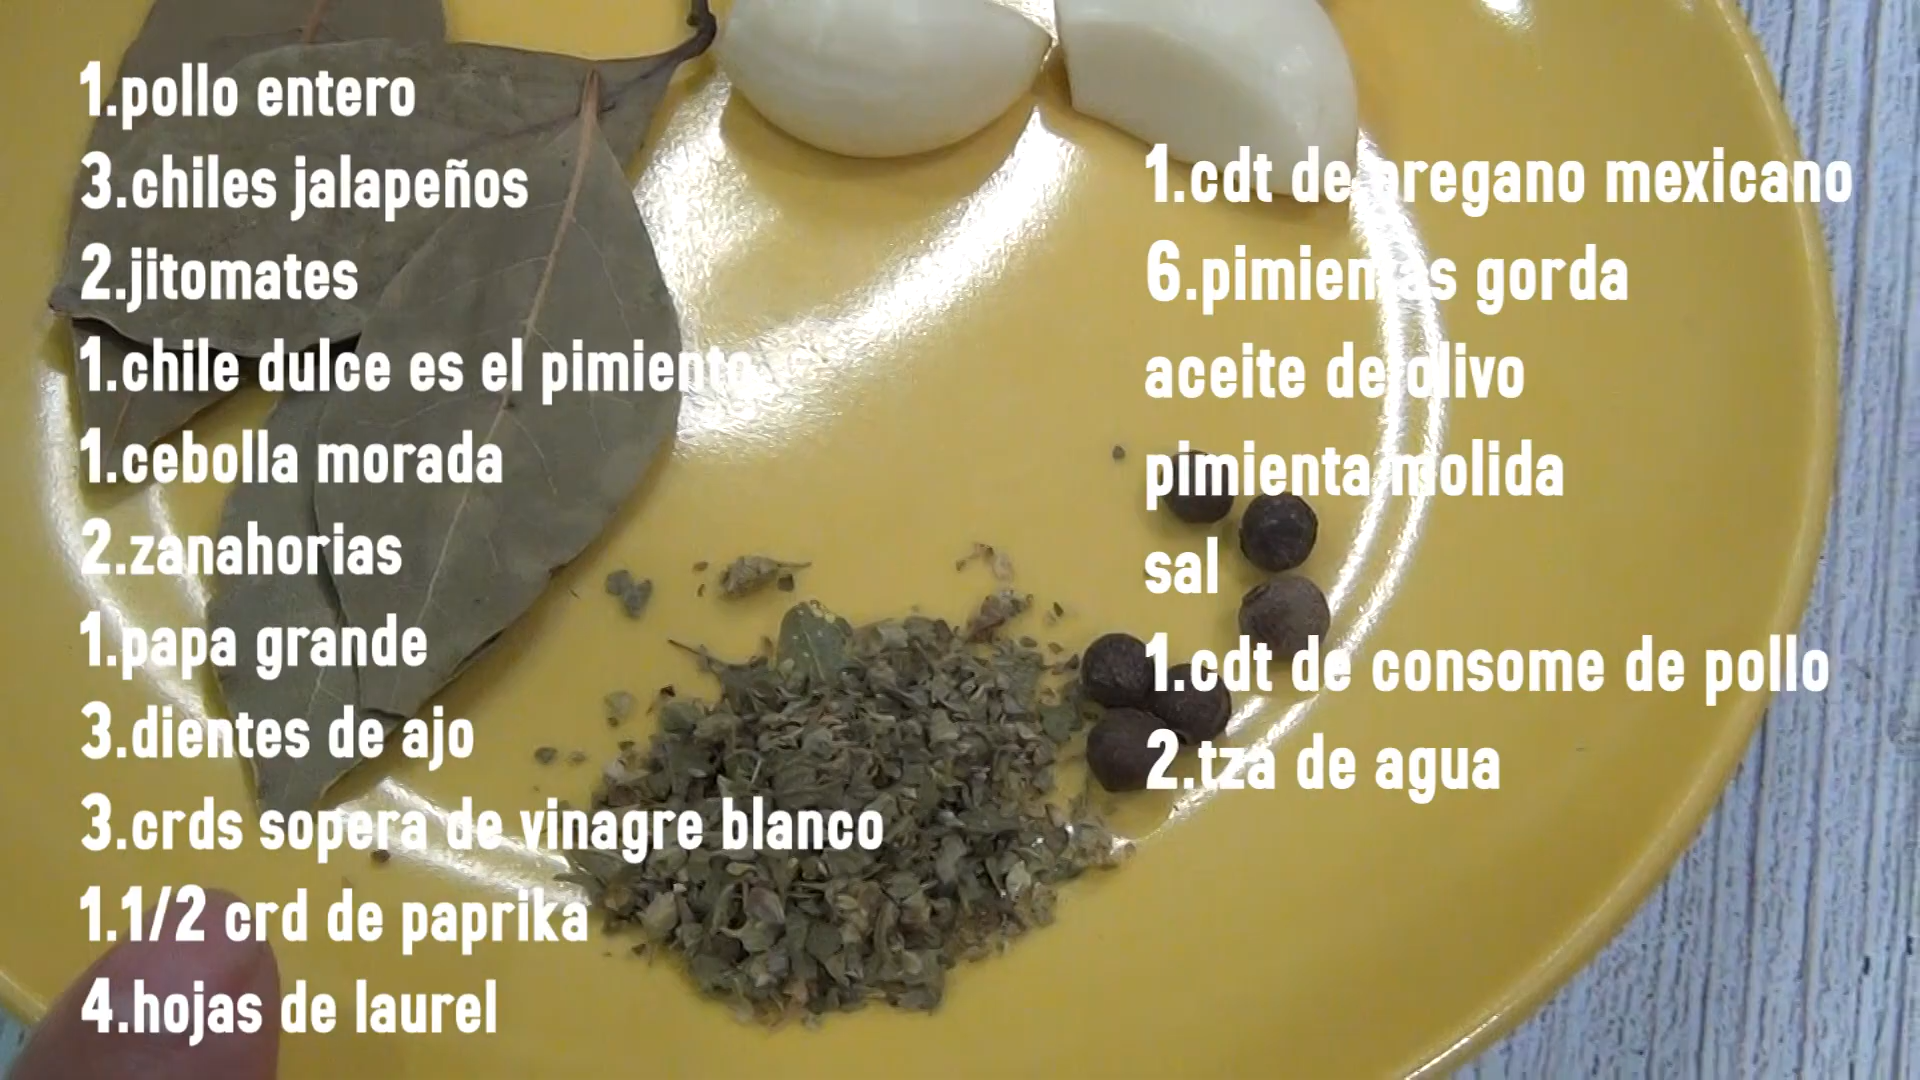 1.pollo entero
3.chiles jalapeños
2.jitomates
1.chile dulce es el pimiento
1.cebolla morada
2.zanahorias
1.papa grande
3.dientes de ajo
3.crds sopera de vinagre blanco
1.1/2 crd de paprika
4.hojas de laurel
1.cdt de oregano mexicano
6.pimientas gorda
aceite de olivo
pimienta molida
sal
1.cdt de consome de pollo
2.tza de agua